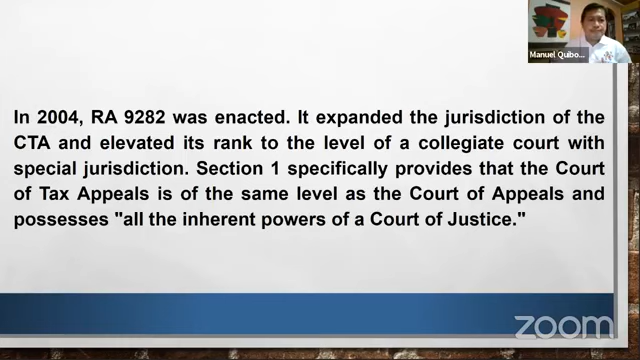 Manuel Quibo...
In 2004, RA 9282 was enacted. It expanded the jurisdiction of the
CTA and elevated its rank to the level of a collegiate court with
special jurisdiction. Section 1 specifically provides that the Court
of Tax Appeals is of the same level as the Court of Appeals and
possesses "all the inherent powers of a Court of Justice."
zoom